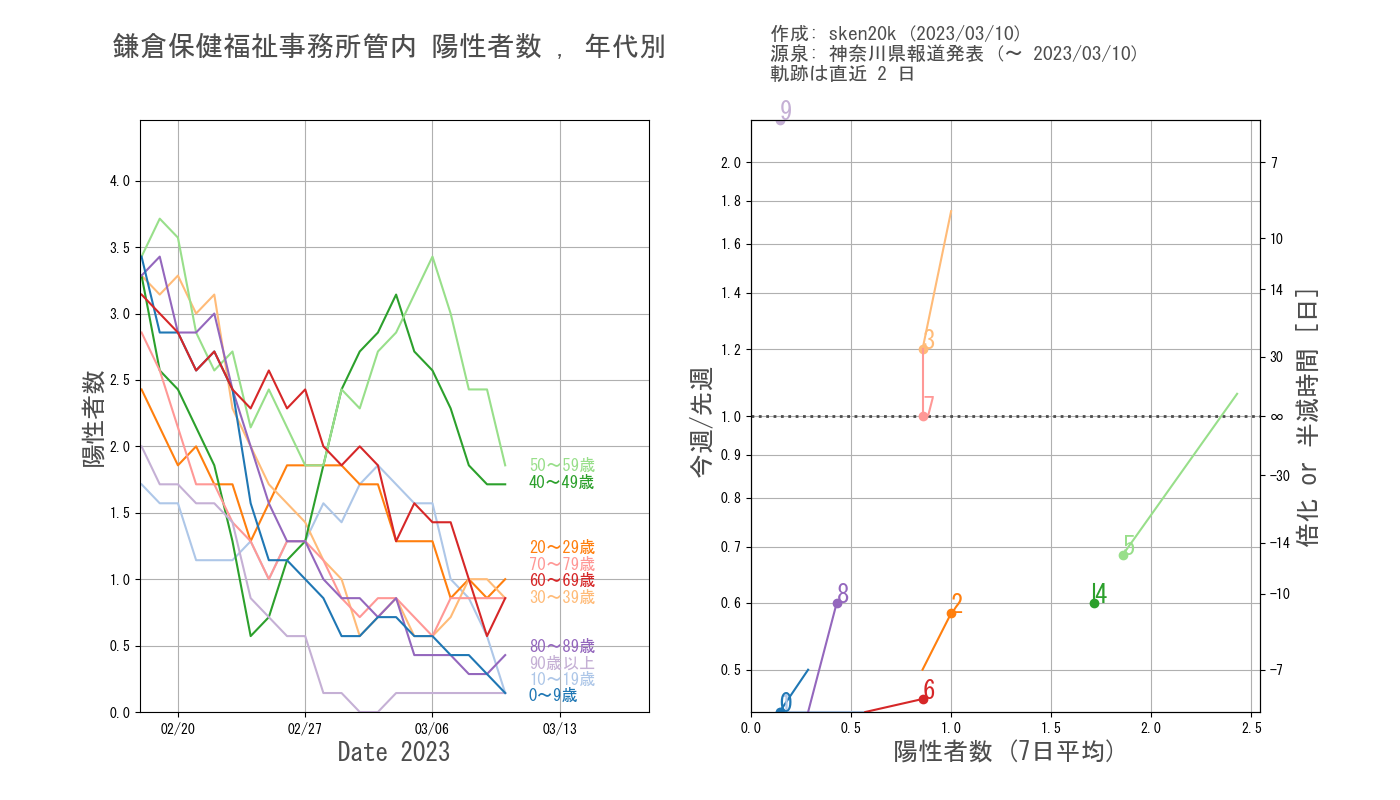 鎌倉保健福祉事務所管内 陽性者数 , 年代別
作成: sken20k (2023/03/10)
源泉: 神奈川県報道発表 (〜 2023/03/10)
軌跡は直近 2 日
陽性者数
4.0
3.5
3.0
2.5
2.0
1.5
1.0
0.5
0.0
50〜59歳
40〜49歳
20〜29歳
70〜79歳
60〜69歳
30〜39歳
80〜89歳
90歳以上
10〜19歳
0〜9歳
02/20 02/27 03/06 03/13
Date 2023
今週/先週
2.0
1.8
1.6
1.4
1.2
1.0
0.9
0.8
0.7
0.6
0.5
9
3
7
5
8
4
2
6
0
7
10
14
30
∞
−30
−14
−10
−7
倍化 or 半減時間 [日]
0.0 0.5 1.0 1.5 2.0 2.5
陽性者数 (7日平均)